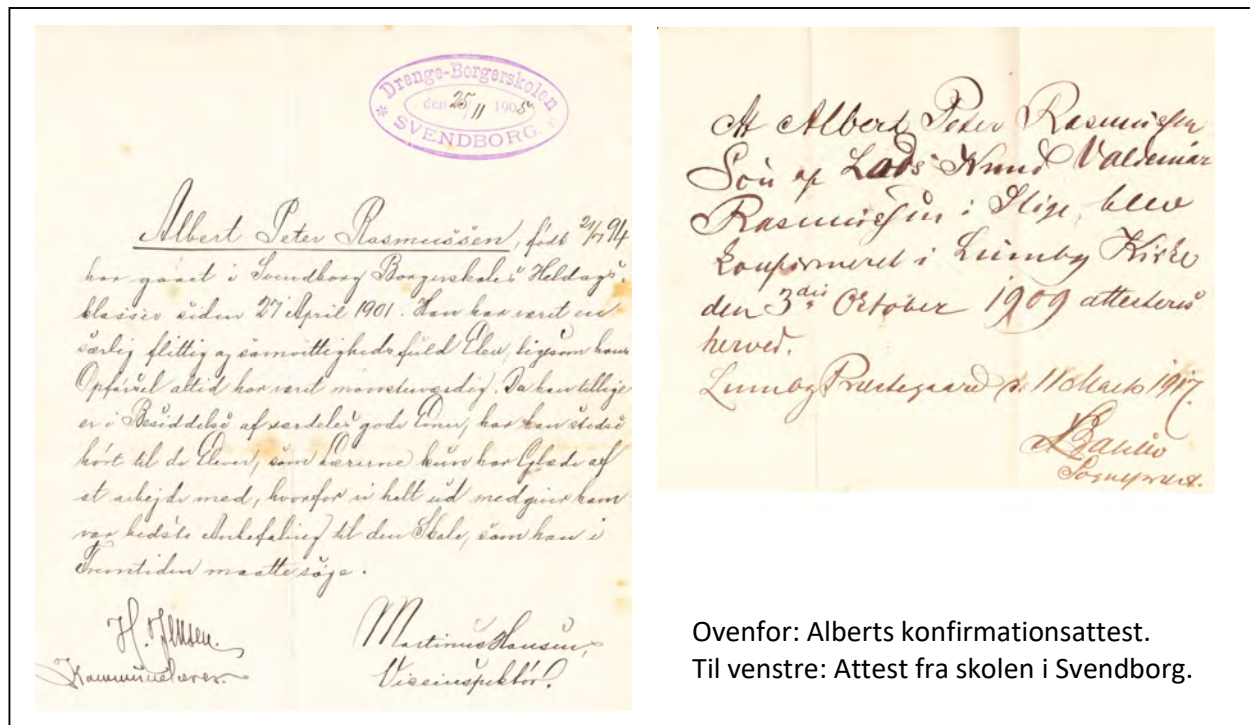 Drenge-Borgerskolen
den 25/11 1905
* SVENDBORG. *
Albert Peter Rasmussen, født 21/7 94
har gaaet i Svendborg Borgerskoles Heldags-
klasser siden 27 April 1901. Han har været en
særlig flittig og samvittighedsfuld Elev, ligesom hans
Opførsel altid har været mønsterværdig. Da han tillige
er i Besiddelse af særdeles gode Evner, har han stedse
hørt til de Elever, som Lærerne kun har Glæde af
at arbejde med, hvorfor vi helt ud medgiver ham
vor bedste Anbefaling til den Skole, som han i
Fremtiden maatte søge.
H. Jensen.
Kommunelærer.
Martinus Hansen,
Viceinspektør.
At Albert Peter Rasmussen
Søn af Lads Knud Valdemar
Rasmussen i Stige, blev
konfirmeret i Lumby Kirke
den 3die Oktober 1909 attesteres
herved.
Lumby Præstegaard d. 11 Marts 1917.
Sognepræst.
Ovenfor: Alberts konfirmationsattest.
Til venstre: Attest fra skolen i Svendborg.